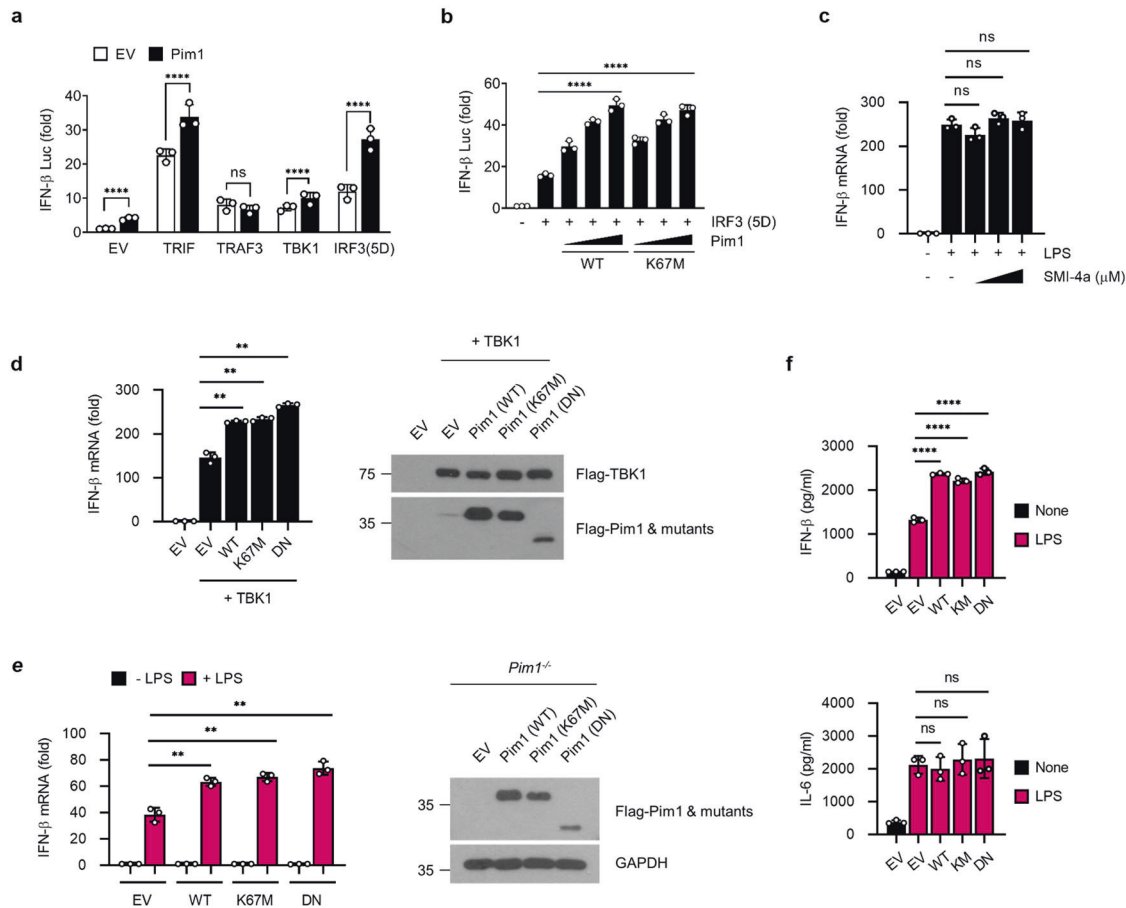 a
EV Pim1
IFN-β Luc (fold)
40
30
20
10
0
****
****
ns
****
****
EV TRIF TRAF3 TBK1 IRF3(5D)
b
IFN-β Luc (fold)
60
40
20
0
****
****
- + + + + + + + IRF3 (5D)
Pim1
WT K67M
c
IFN-β mRNA (fold)
300
200
100
0
ns
ns
ns
- + + + + LPS
- - SMI-4a (μM)
d
IFN-β mRNA (fold)
300
200
100
0
**
**
**
EV EV WT K67M DN
+ TBK1
+ TBK1
EV EV Pim1 (WT) Pim1 (K67M) Pim1 (DN)
75 Flag-TBK1
35 Flag-Pim1 & mutants
e
- LPS + LPS
IFN-β mRNA (fold)
80
60
40
20
0
**
**
**
EV WT K67M DN
Pim1-/-
EV Pim1 (WT) Pim1 (K67M) Pim1 (DN)
35 Flag-Pim1 & mutants
35 GAPDH
f
IFN-β (pg/ml)
3000
2000
1000
0
****
****
****
EV EV WT KM DN
None
LPS
IL-6 (pg/ml)
4000
3000
2000
1000
0
ns
ns
ns
EV EV WT KM DN
None
LPS